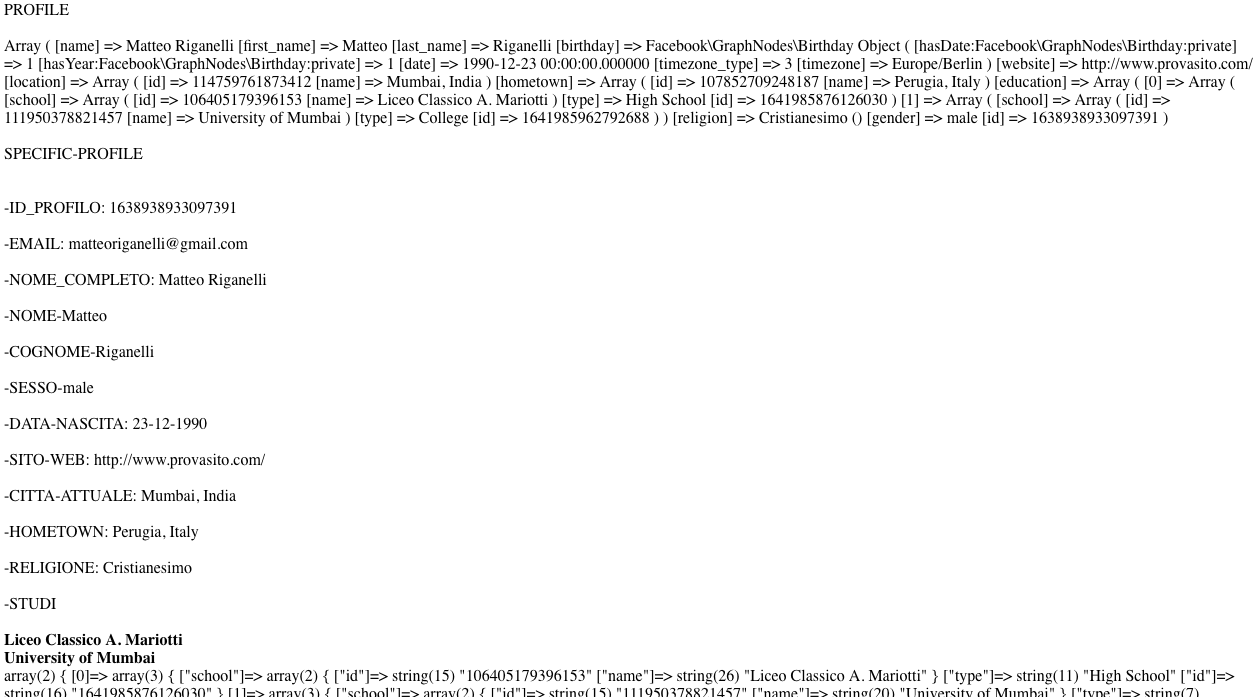 PROFILE
Array ( [name] => Matteo Riganelli [first_name] => Matteo [last_name] => Riganelli [birthday] => Facebook\GraphNodes\Birthday Object ( [hasDate:Facebook\GraphNodes\Birthday:private]
=> 1 [hasYear:Facebook\GraphNodes\Birthday:private] => 1 [date] => 1990-12-23 00:00:00.000000 [timezone_type] => 3 [timezone] => Europe/Berlin ) [website] => http://www.provasito.com/
[location] => Array ( [id] => 114759761873412 [name] => Mumbai, India ) [hometown] => Array ( [id] => 107852709248187 [name] => Perugia, Italy ) [education] => Array ( [0] => Array (
[school] => Array ( [id] => 106405179396153 [name] => Liceo Classico A. Mariotti ) [type] => High School [id] => 1641985876126030 ) [1] => Array ( [school] => Array ( [id] =>
111950378821457 [name] => University of Mumbai ) [type] => College [id] => 1641985962792688 ) ) [religion] => Cristianesimo () [gender] => male [id] => 1638938933097391 )
SPECIFIC-PROFILE
-ID_PROFILO: 1638938933097391
-EMAIL: matteoriganelli@gmail.com
-NOME_COMPLETO: Matteo Riganelli
-NOME-Matteo
-COGNOME-Riganelli
-SESSO-male
-DATA-NASCITA: 23-12-1990
-SITO-WEB: http://www.provasito.com/
-CITTA-ATTUALE: Mumbai, India
-HOMETOWN: Perugia, Italy
-RELIGIONE: Cristianesimo
-STUDI
Liceo Classico A. Mariotti
University of Mumbai
array(2) { [0]=> array(3) { ["school"]=> array(2) { ["id"]=> string(15) "106405179396153" ["name"]=> string(26) "Liceo Classico A. Mariotti" } ["type"]=> string(11) "High School" ["id"]=>
string(16) "1641985876126030" } [1]=> array(3) { ["school"]=> array(2) { ["id"]=> string(15) "111950378821457" ["name"]=> string(20) "University of Mumbai" } ["type"]=> string(7)